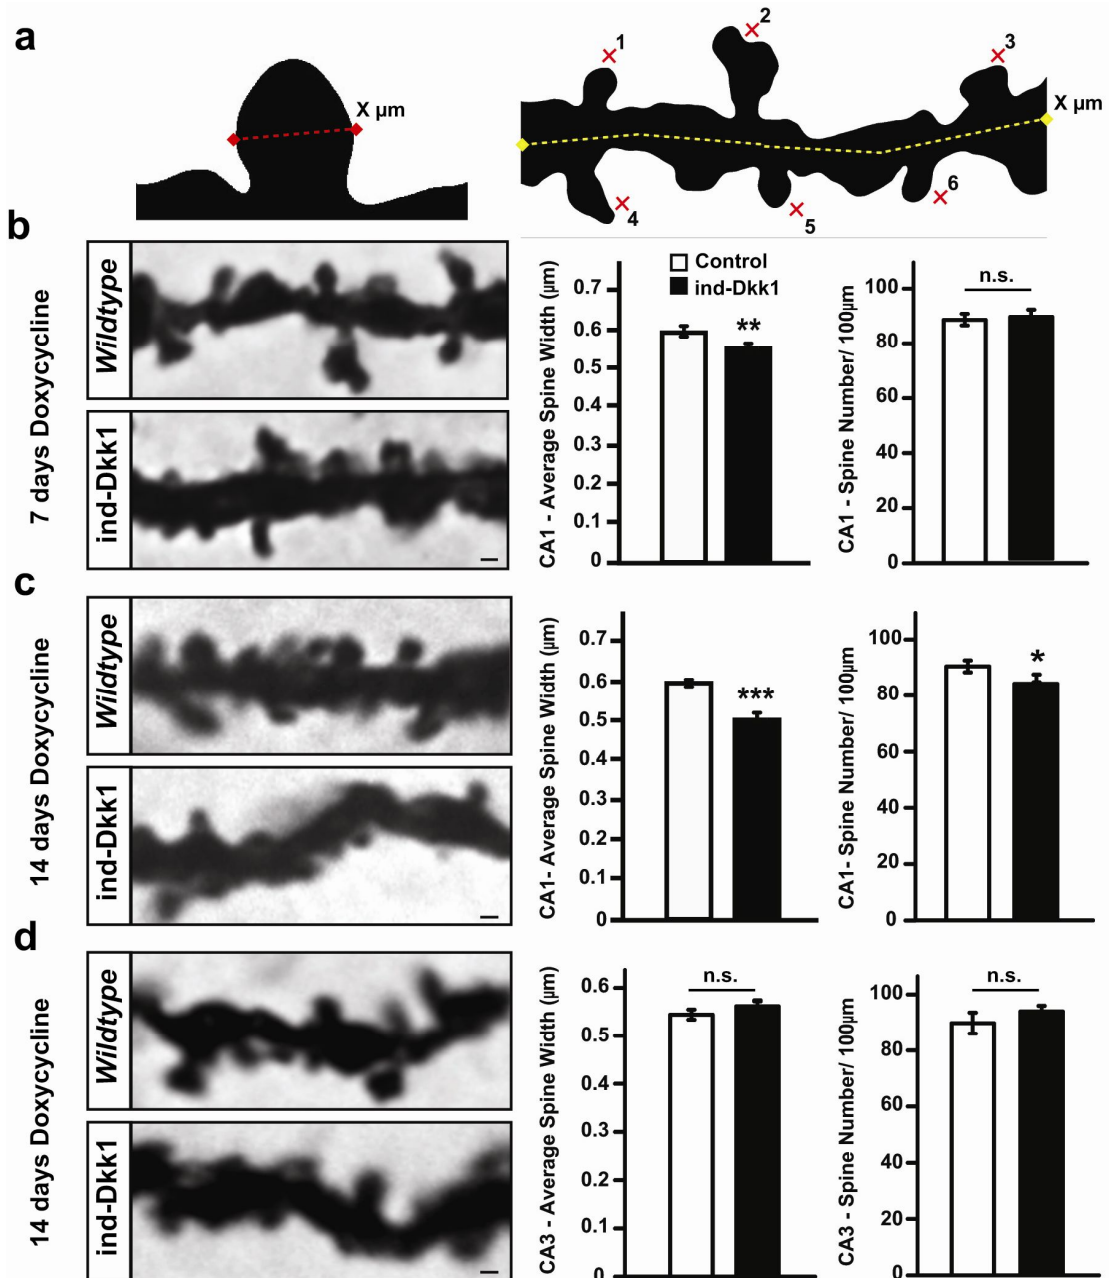 a
X µm
1
2
3
4
5
6
X µm
b
7 days Doxycycline
Wildtype
ind-Dkk1
CA1 - Average Spine Width (µm)
0.7
0.6
0.5
0.4
0.3
0.2
0.1
0
Control
ind-Dkk1
**
CA1 - Spine Number/ 100µm
100
80
60
40
20
0
n.s.
c
14 days Doxycycline
Wildtype
ind-Dkk1
CA1- Average Spine Width (µm)
0.7
0.6
0.5
0.4
0.3
0.2
0.1
0
***
CA1- Spine Number/ 100µm
100
80
60
40
20
0
*
d
14 days Doxycycline
Wildtype
ind-Dkk1
CA3 - Average Spine Width (µm)
0.6
0.5
0.4
0.3
0.2
0.1
0
n.s.
CA3 - Spine Number/ 100µm
100
80
60
40
20
0
n.s.